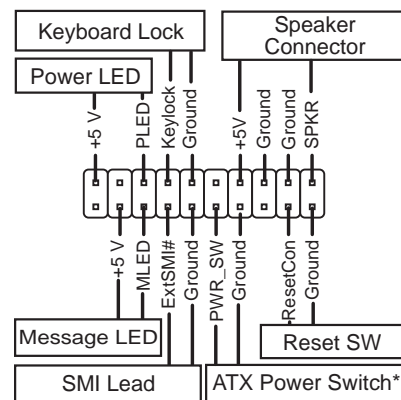 Keyboard Lock
Speaker
Connector
Power LED
+5 V
PLED
Keylock
Ground
+5V
Ground
Ground
SPKR
+5 V
MLED
ExtSMI#
Ground
PWR_SW
Ground
ResetCon
Ground
Message LED
Reset SW
SMI Lead
ATX Power Switch*